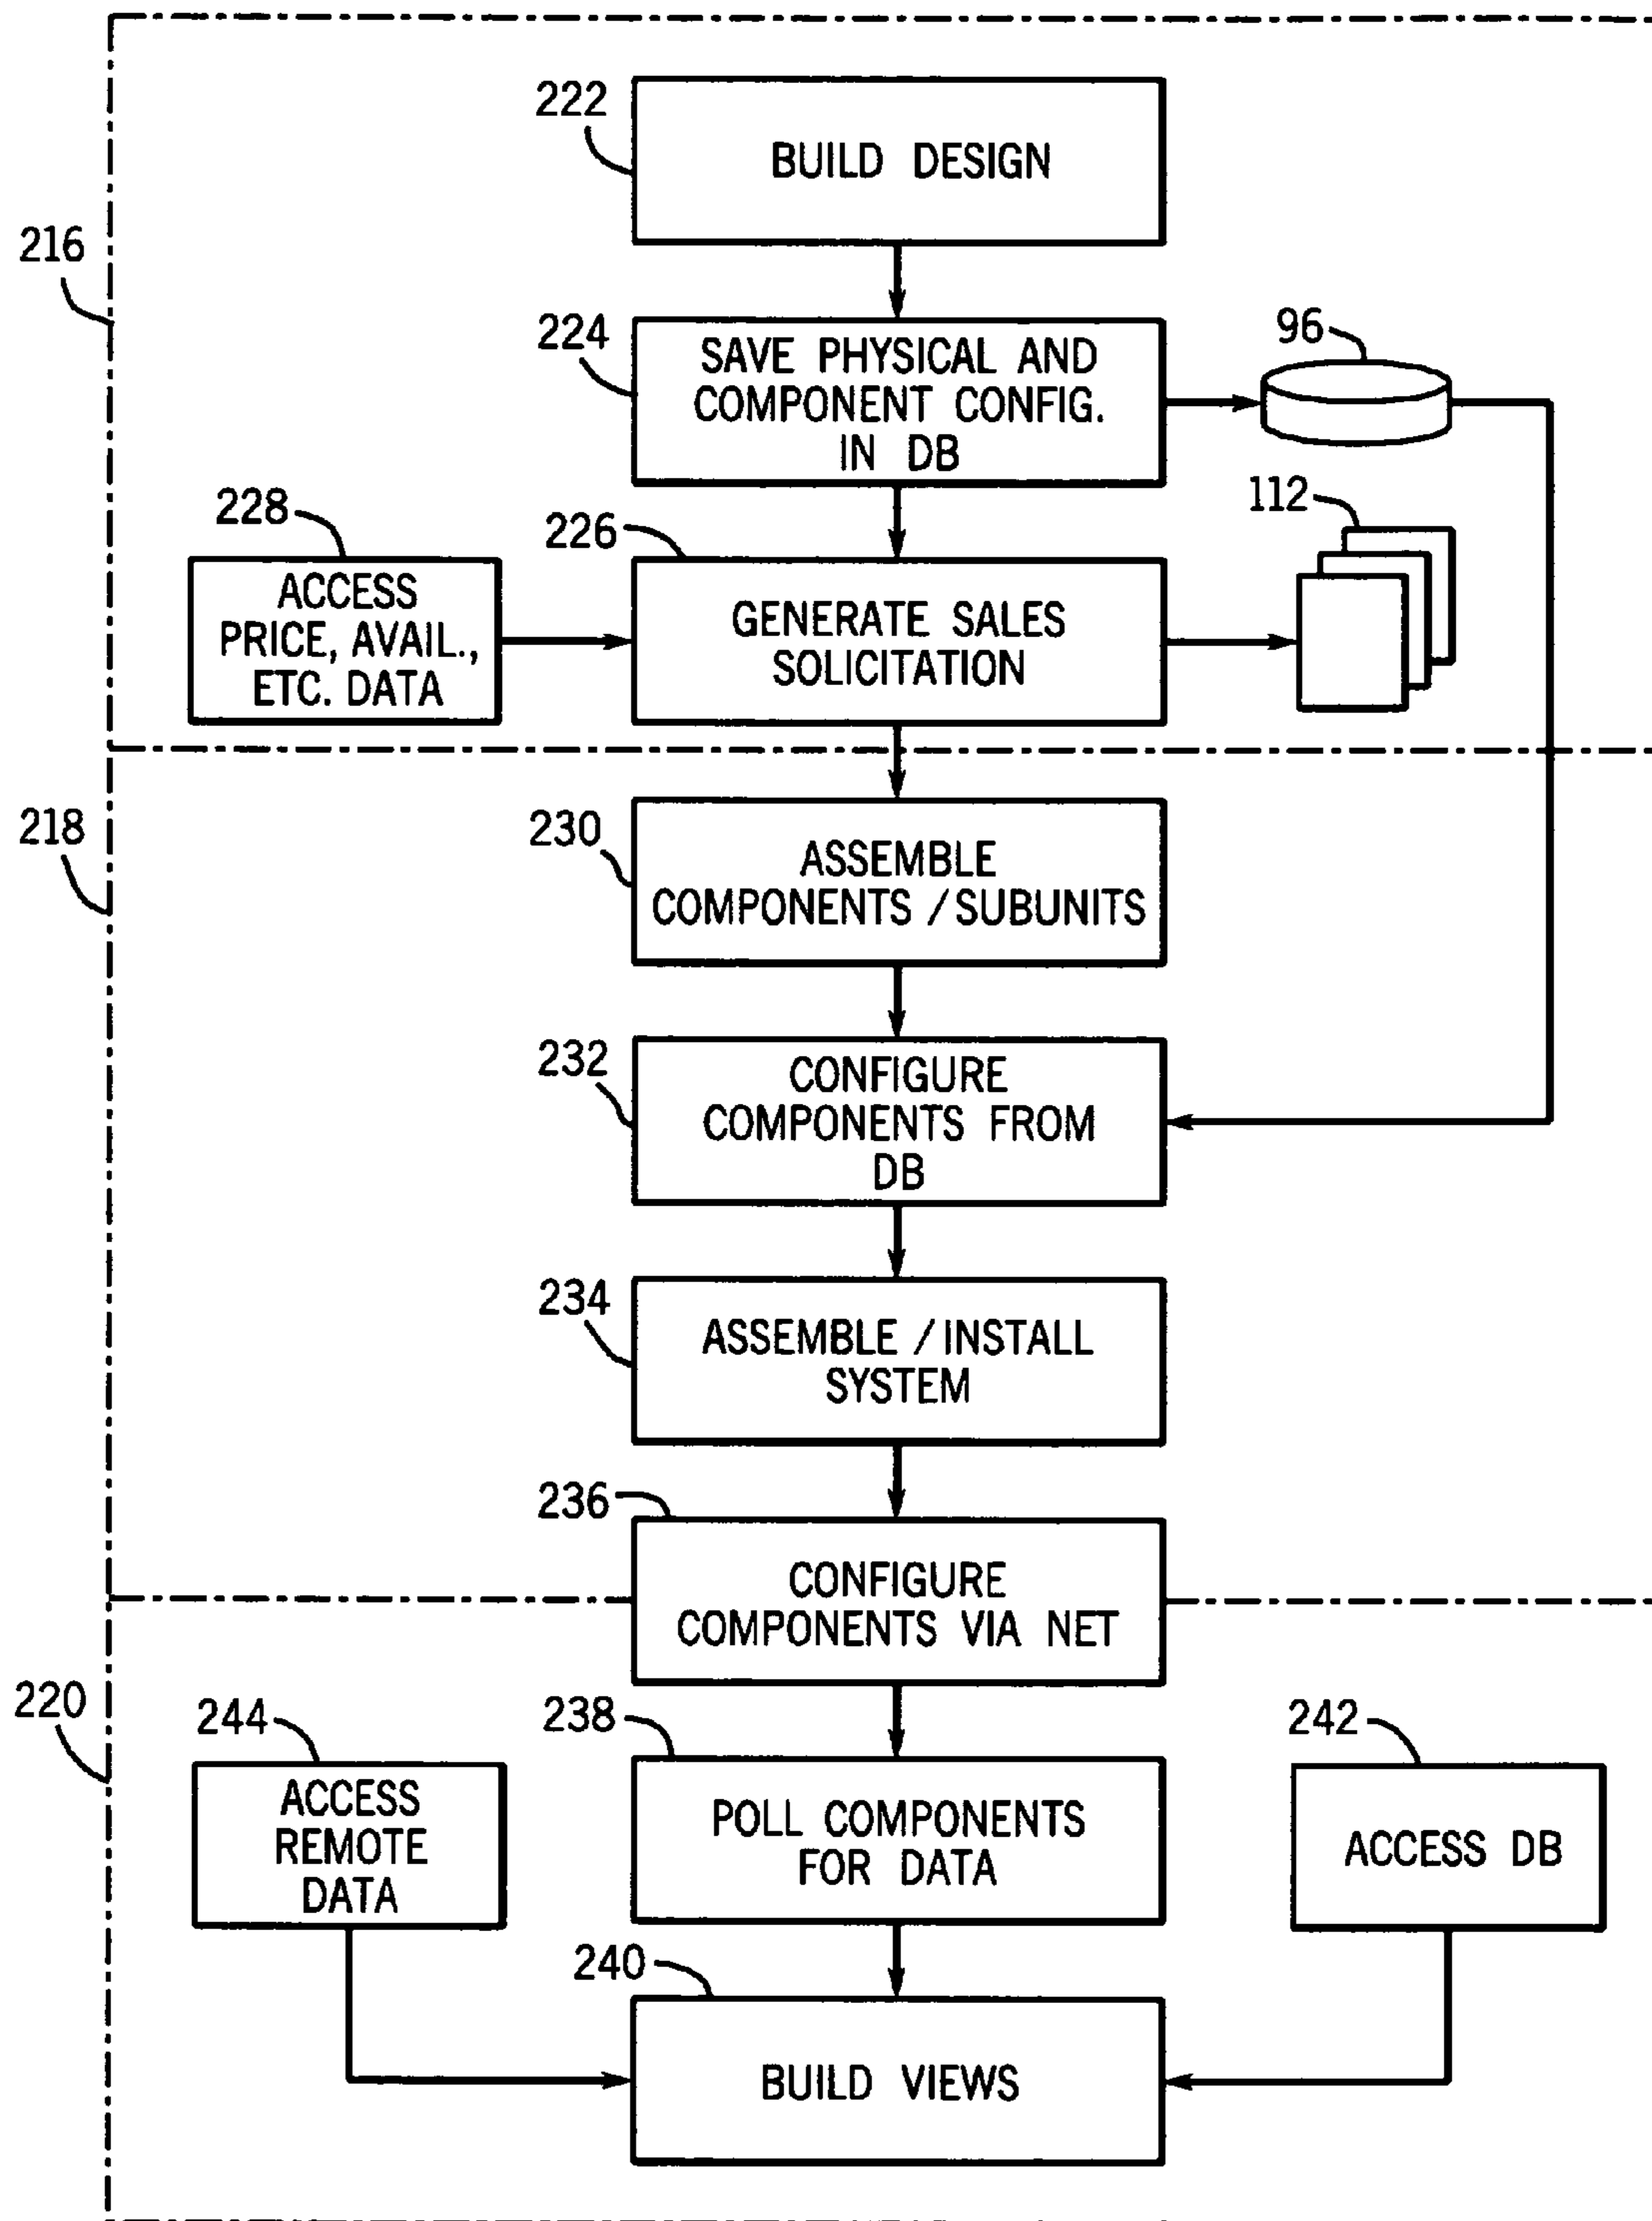 222
BUILD DESIGN
216
224
SAVE PHYSICAL AND
COMPONENT CONFIG.
IN DB
96
228
ACCESS
PRICE, AVAIL.,
ETC. DATA
226
GENERATE SALES
SOLICITATION
112
218
230
ASSEMBLE
COMPONENTS / SUBUNITS
232
CONFIGURE
COMPONENTS FROM
DB
234
ASSEMBLE / INSTALL
SYSTEM
236
CONFIGURE
COMPONENTS VIA NET
220
244
ACCESS
REMOTE
DATA
238
POLL COMPONENTS
FOR DATA
242
ACCESS DB
240
BUILD VIEWS